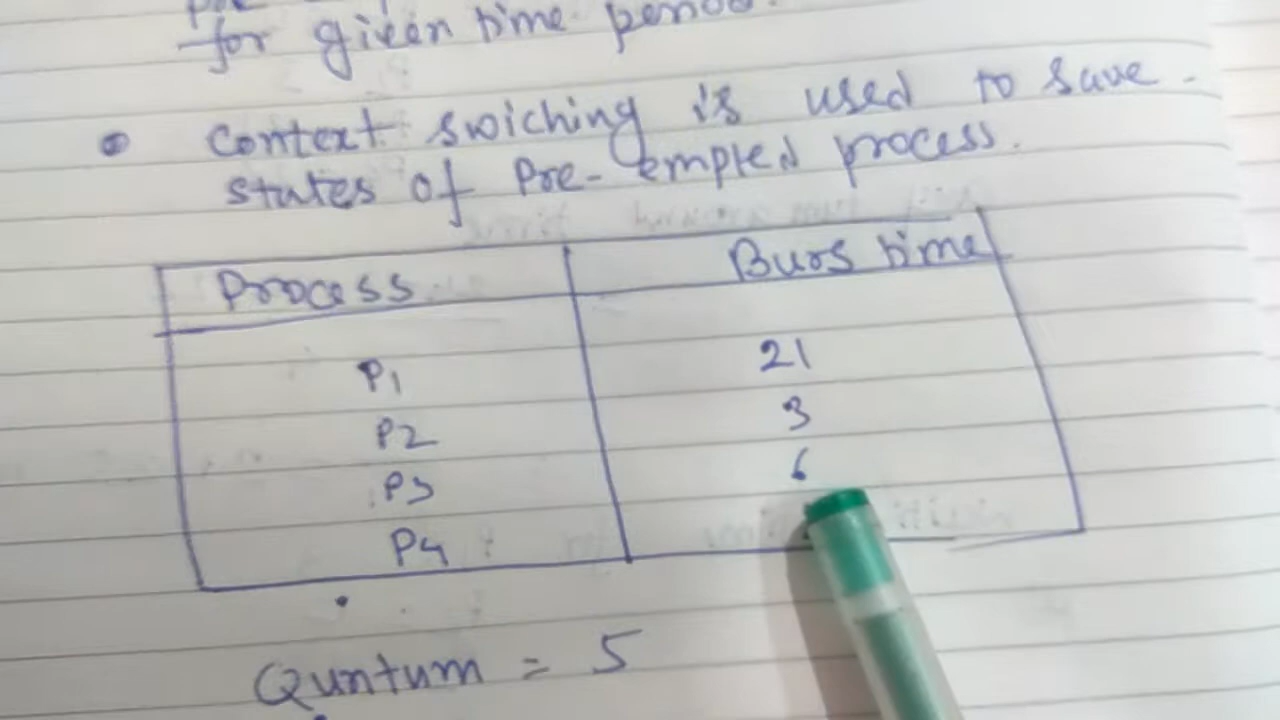 for given time period.
• Context swiching is used to save
states of Pre-empted process.
Process Burs time
P1 21
P2 3
P3 6
P4
Quntum = 5